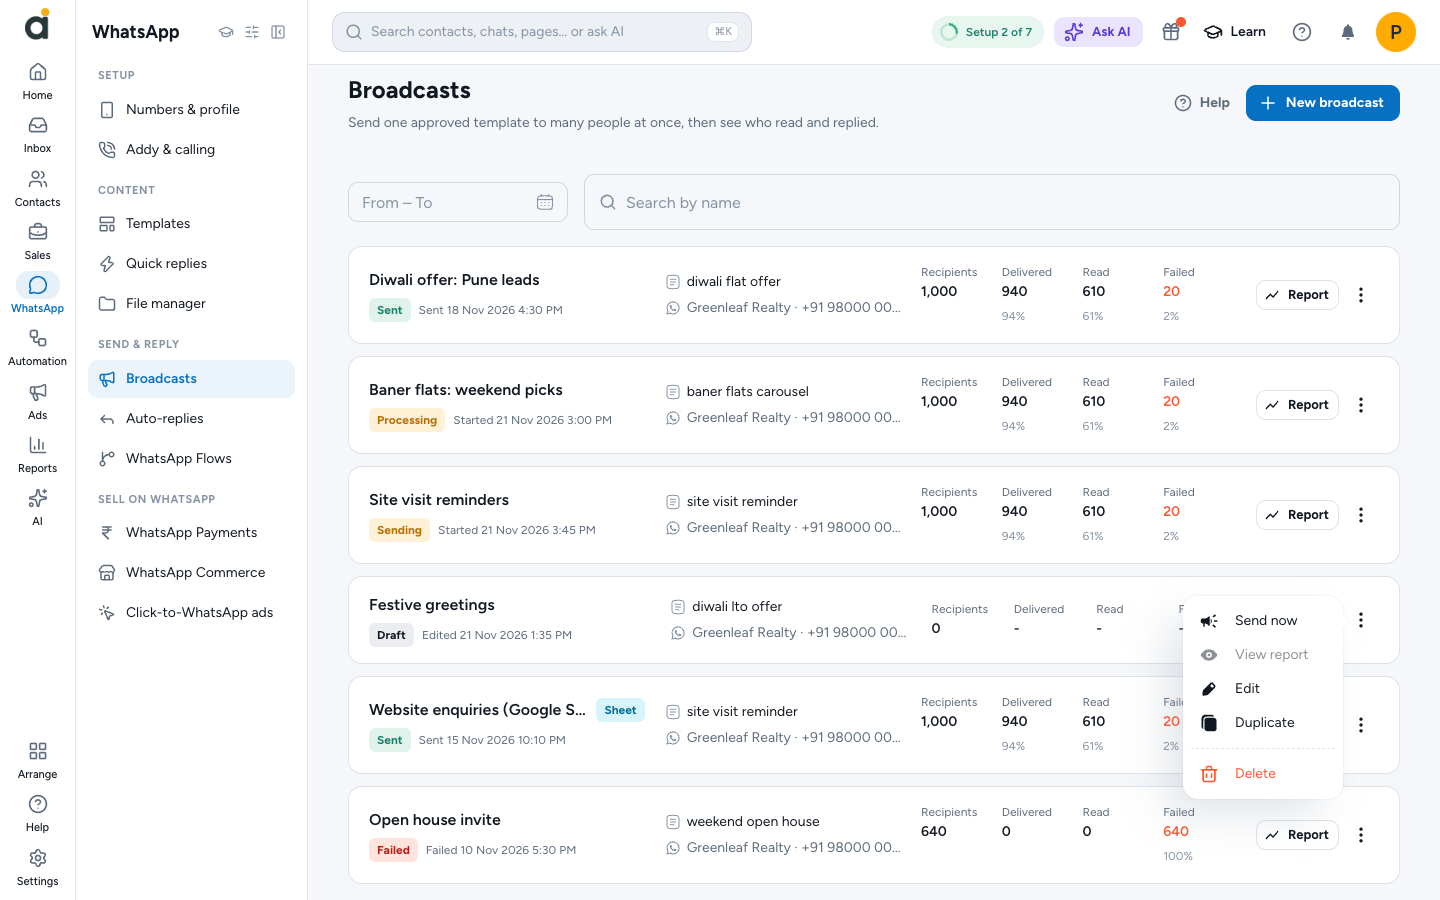 Home
Inbox
Contacts
Sales
WhatsApp
Automation
Ads
Reports
AI
Arrange
Help
Settings
WhatsApp
SETUP
Numbers & profile
Addy & calling
CONTENT
Templates
Quick replies
File manager
SEND & REPLY
Broadcasts
Auto-replies
WhatsApp Flows
SELL ON WHATSAPP
WhatsApp Payments
WhatsApp Commerce
Click-to-WhatsApp ads
Search contacts, chats, pages... or ask AI
⌘K
Setup 2 of 7
Ask AI
Learn
P
Broadcasts
Send one approved template to many people at once, then see who read and replied.
Help
New broadcast
From – To
Search by name
Diwali offer: Pune leads
Sent Sent 18 Nov 2026 4:30 PM
diwali flat offer
Greenleaf Realty · +91 98000 00...
Recipients Delivered Read Failed
1,000 940 610 20
94% 61% 2%
Report
Baner flats: weekend picks
Processing Started 21 Nov 2026 3:00 PM
baner flats carousel
Greenleaf Realty · +91 98000 00...
Recipients Delivered Read Failed
1,000 940 610 20
94% 61% 2%
Report
Site visit reminders
Sending Started 21 Nov 2026 3:45 PM
site visit reminder
Greenleaf Realty · +91 98000 00...
Recipients Delivered Read Failed
1,000 940 610 20
94% 61% 2%
Report
Festive greetings
Draft Edited 21 Nov 2026 1:35 PM
diwali lto offer
Greenleaf Realty · +91 98000 00...
Recipients Delivered Read
0 - - -
Send now
View report
Edit
Duplicate
Delete
Website enquiries (Google S... Sheet
Sent Sent 15 Nov 2026 10:10 PM
site visit reminder
Greenleaf Realty · +91 98000 00...
Recipients Delivered Read
1,000 940 610 20
94% 61% 2%
Open house invite
Failed Failed 10 Nov 2026 5:30 PM
weekend open house
Greenleaf Realty · +91 98000 00...
Recipients Delivered Read Failed
640 0 0 640
100%
Report